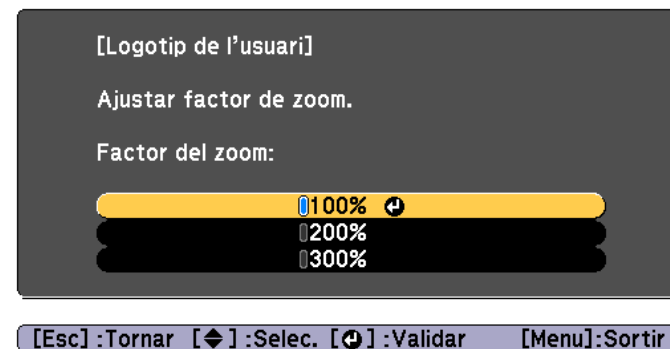 [Logotip de l'usuari]
Ajustar factor de zoom.
Factor del zoom:
100%
200%
300%
[Esc] :Tornar [] :Selec. [] :Validar [Menu]:Sortir